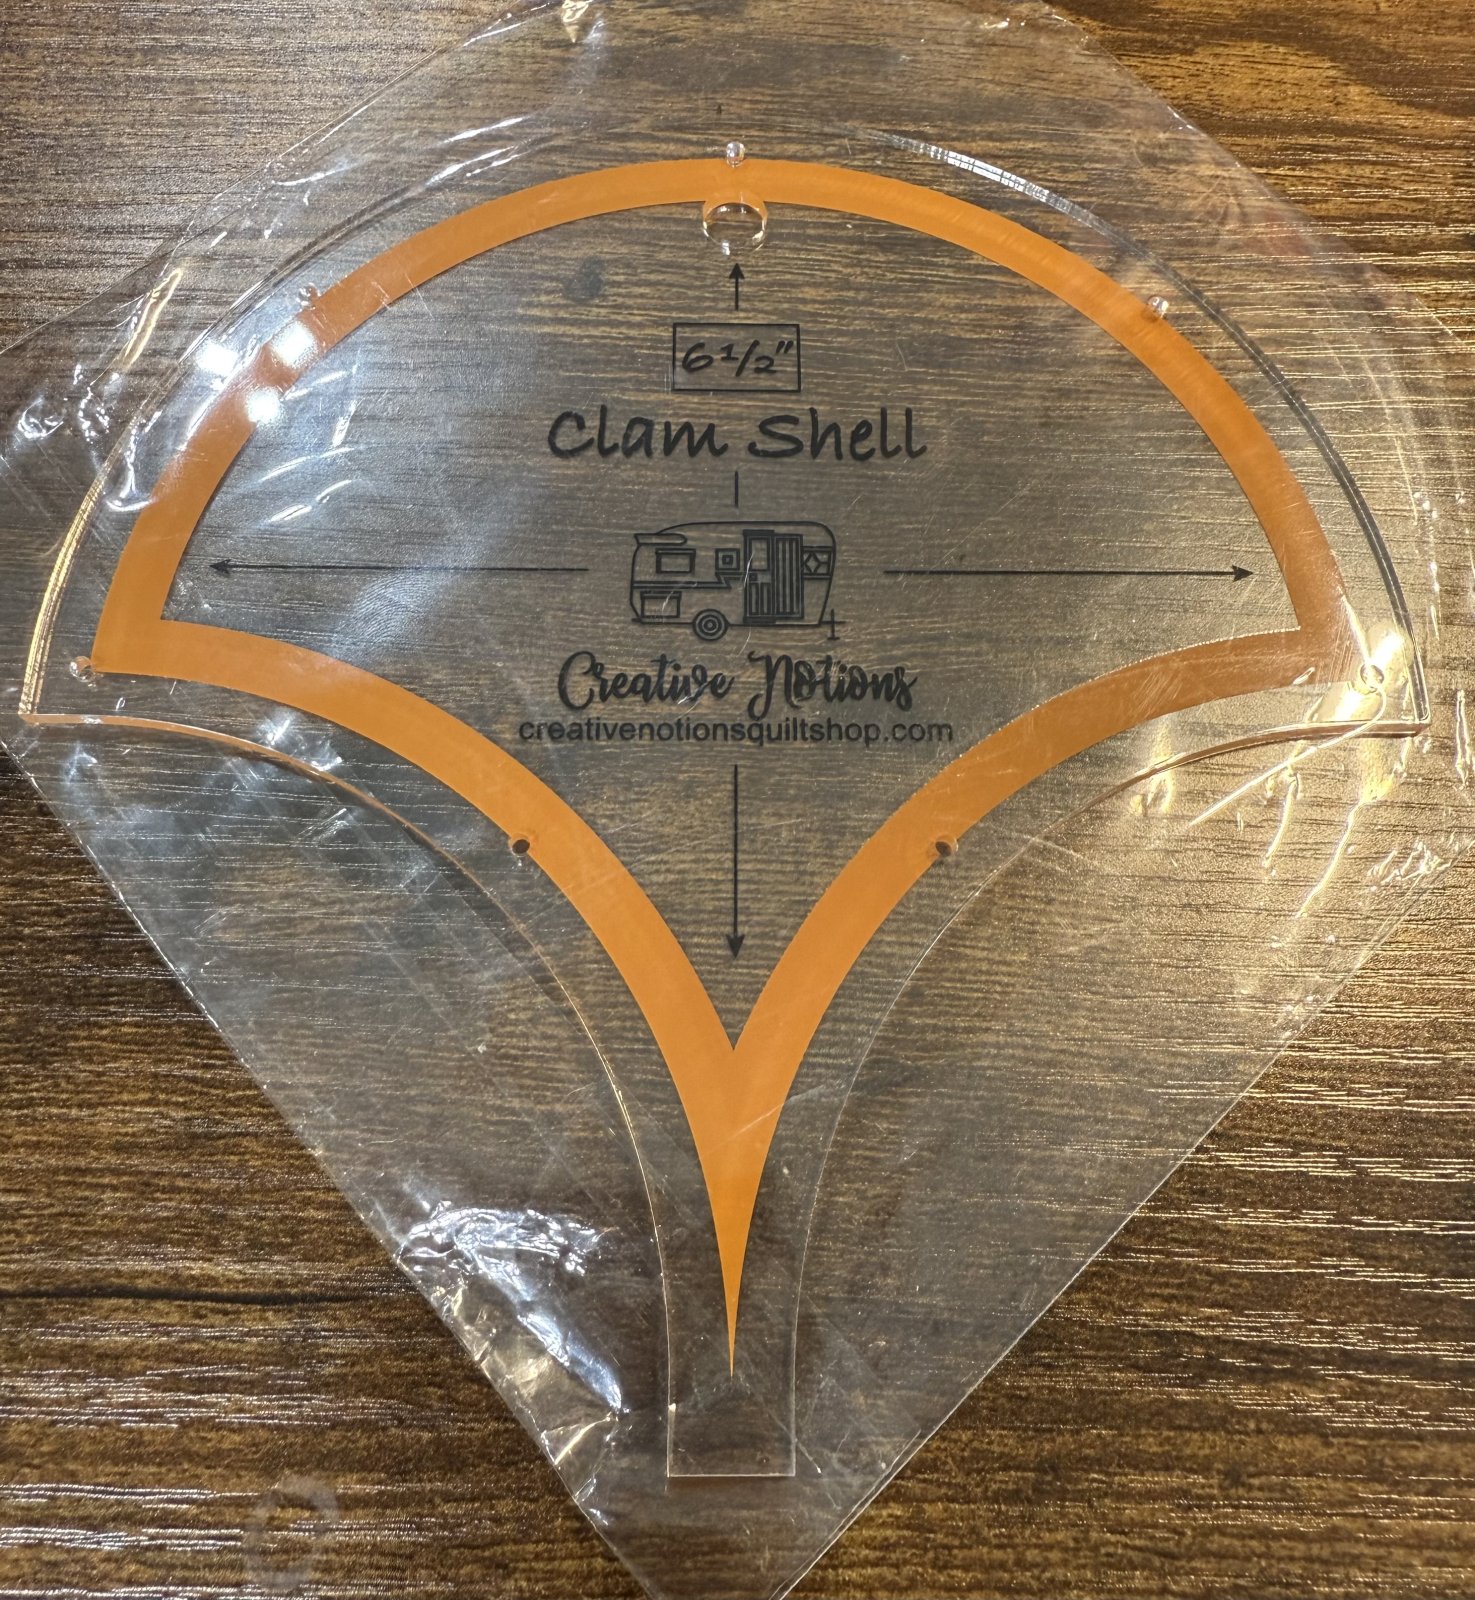 6 1/2"
Clam Shell
Creative Notions
creativenotionsquiltshop.com